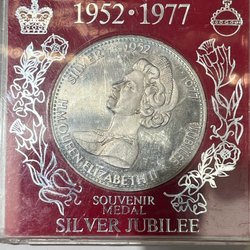 1952 · 1977
SILVER 1952
1977 JUBILEE
H.M. QUEEN ELIZABETH II
SOUVENIR
MEDAL
SILVER JUBILEE